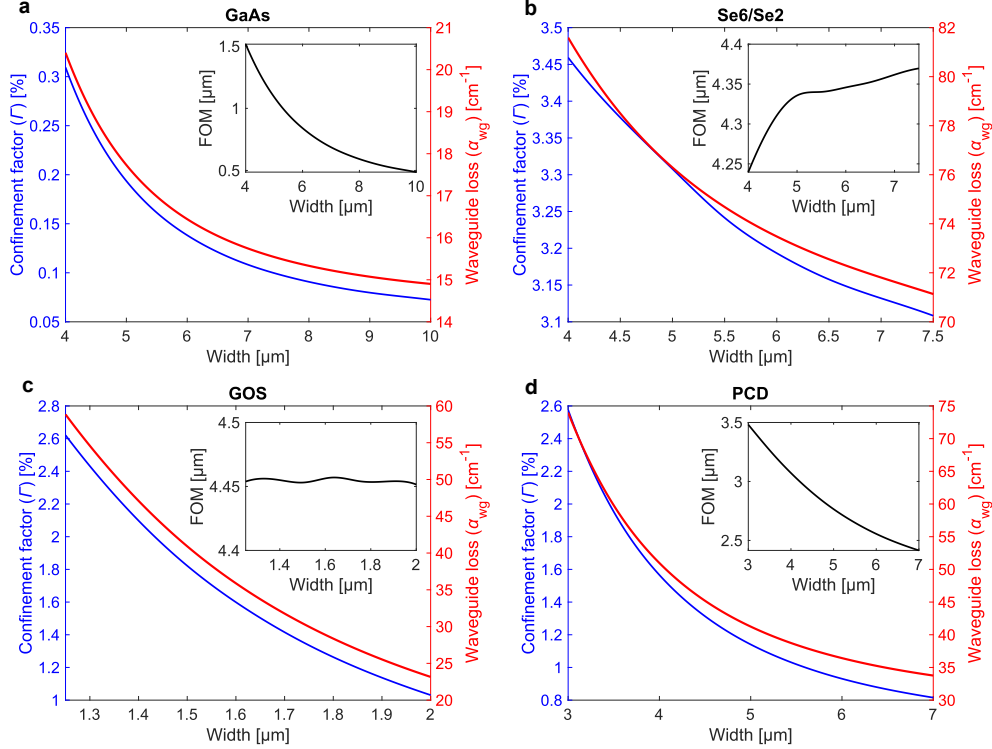 a
GaAs
0.35
0.3
0.25
0.2
0.15
0.1
0.05
Confinement factor (Γ) [%]
21
20
19
18
17
16
15
14
Waveguide loss (α_wg) [cm⁻¹]
4 5 6 7 8 9 10
Width [µm]
1.5
1
0.5
FOM [µm]
4 6 8 10
Width [µm]
b
Se6/Se2
3.5
3.45
3.4
3.35
3.3
3.25
3.2
3.15
3.1
Confinement factor (Γ) [%]
82
80
78
76
74
72
70
Waveguide loss (α_wg) [cm⁻¹]
4 4.5 5 5.5 6 6.5 7 7.5
Width [µm]
4.4
4.35
4.3
4.25
FOM [µm]
4 5 6 7
Width [µm]
c
GOS
2.8
2.6
2.4
2.2
2
1.8
1.6
1.4
1.2
1
Confinement factor (Γ) [%]
60
55
50
45
40
35
30
25
20
Waveguide loss (α_wg) [cm⁻¹]
1.3 1.4 1.5 1.6 1.7 1.8 1.9 2
Width [µm]
4.5
4.45
4.4
FOM [µm]
1.4 1.6 1.8 2
Width [µm]
d
PCD
2.6
2.4
2.2
2
1.8
1.6
1.4
1.2
1
0.8
Confinement factor (Γ) [%]
75
70
65
60
55
50
45
40
35
30
Waveguide loss (α_wg) [cm⁻¹]
3 4 5 6 7
Width [µm]
3.5
3
2.5
FOM [µm]
3 4 5 6 7
Width [µm]